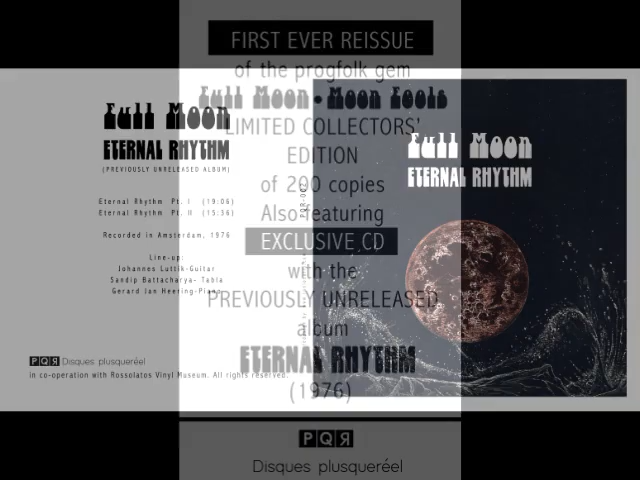 FIRST EVER REISSUE
of the progfolk gem
Full Moon • Moon Fools
LIMITED COLLECTORS'
EDITION
of 200 copies
Also featuring
EXCLUSIVE CD
with the
PREVIOUSLY UNRELEASED
album
ETERNAL RHYTHM
(1976)
PQR
Disques plusqueréel
Full Moon
ETERNAL RHYTHM
(PREVIOUSLY UNRELEASED ALBUM)
Eternal Rhythm Pt. I (19:06)
Eternal Rhythm Pt. II (15:36)
Recorded in Amsterdam, 1976
Line-up:
Johannes Luttik-Guitar
Sandip Battacharya- Tabla
Gerard Jan Heering-Piano
PQR Disques plusqueréel
in co-operation with Rossolatos Vinyl Museum. All rights reserved.
Full Moon
ETERNAL RHYTHM